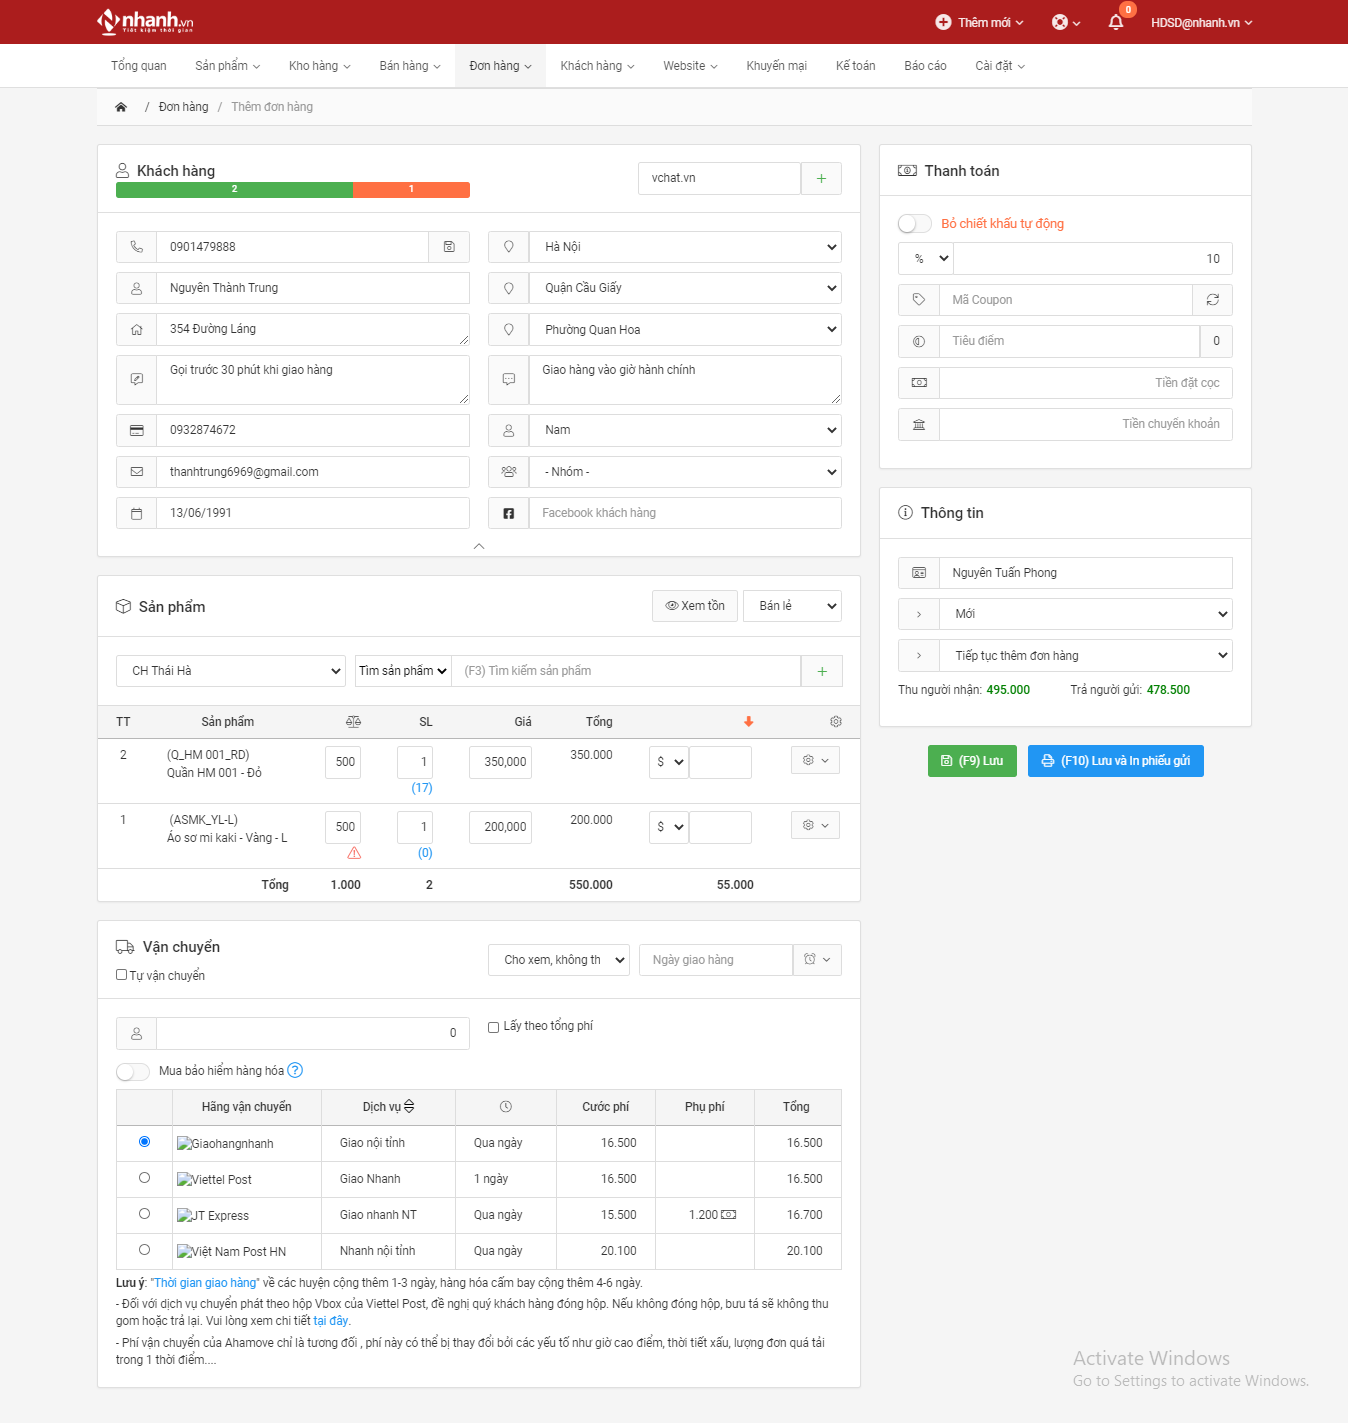 nhanh.vn
Tiết kiệm thời gian
Thêm mới
0
HDSD@nhanh.vn
Tổng quan Sản phẩm Kho hàng Bán hàng Đơn hàng Khách hàng Website Khuyến mại Kế toán Báo cáo Cài đặt
/ Đơn hàng / Thêm đơn hàng
Khách hàng
2 1
vchat.vn
0901479888
Hà Nội
Nguyễn Thành Trung
Quận Cầu Giấy
354 Đường Láng
Phường Quan Hoa
Gọi trước 30 phút khi giao hàng
Giao hàng vào giờ hành chính
0932874672
Nam
thanhtrung6969@gmail.com
- Nhóm -
13/06/1991
Facebook khách hàng
Thanh toán
Bỏ chiết khấu tự động
% 10
Mã Coupon
Tiêu điểm 0
Tiền đặt cọc
Tiền chuyển khoản
Thông tin
Nguyễn Tuấn Phong
Mới
Tiếp tục thêm đơn hàng
Thu người nhận: 495.000 Trả người gửi: 478.500
(F9) Lưu (F10) Lưu và In phiếu gửi
Sản phẩm
Xem tồn Bán lẻ
CH Thái Hà Tìm sản phẩm (F3) Tìm kiếm sản phẩm
TT Sản phẩm SL Giá Tổng
2 (Q_HM 001_RD) 500 1 350,000 350.000 $
Quần HM 001 - Đỏ
(17)
1 (ASMK_YL-L) 500 1 200,000 200.000 $
Áo sơ mi kaki - Vàng - L
(0)
Tổng 1.000 2 550.000 55.000
Vận chuyển
Tự vận chuyển
Cho xem, không th Ngày giao hàng
0 Lấy theo tổng phí
Mua bảo hiểm hàng hóa
Hãng vận chuyển Dịch vụ Cước phí Phụ phí Tổng
Giaohangnhanh Giao nội tỉnh Qua ngày 16.500 16.500
Viettel Post Giao Nhanh 1 ngày 16.500 16.500
JT Express Giao nhanh NT Qua ngày 15.500 1.200 16.700
Việt Nam Post HN Nhanh nội tỉnh Qua ngày 20.100 20.100
Lưu ý: "Thời gian giao hàng" về các huyện cộng thêm 1-3 ngày, hàng hóa cấm bay cộng thêm 4-6 ngày.
- Đối với dịch vụ chuyển phát theo hộp Vbox của Viettel Post, đề nghị quý khách hàng đóng hộp. Nếu không đóng hộp, bưu tá sẽ không thu
gom hoặc trả lại. Vui lòng xem chi tiết tại đây.
- Phí vận chuyển của Ahamove chỉ là tương đối , phí này có thể bị thay đổi bởi các yếu tố như giờ cao điểm, thời tiết xấu, lượng đơn quá tải
trong 1 thời điểm....
Activate Windows
Go to Settings to activate Windows.